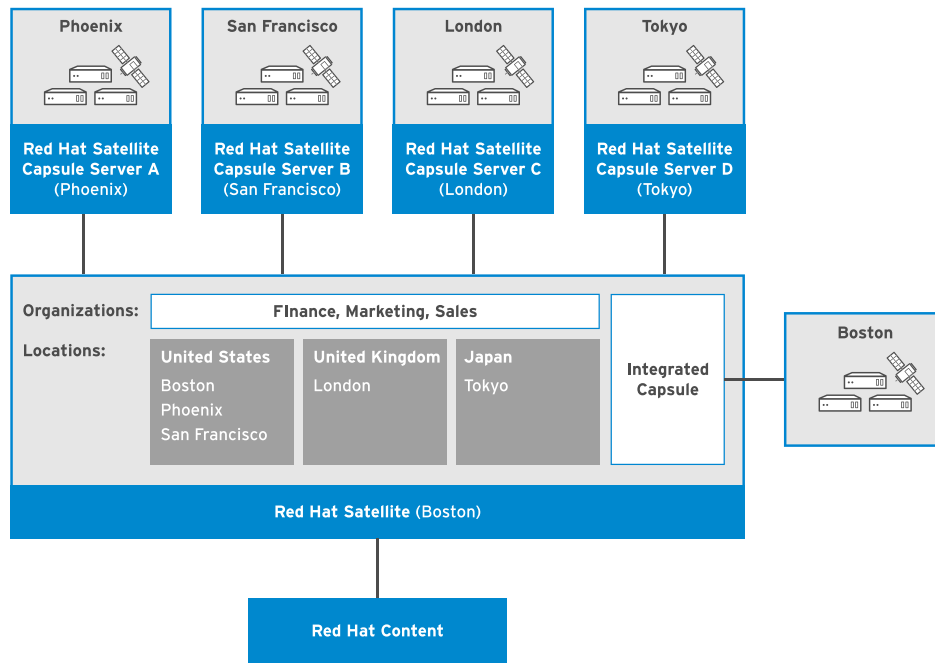 Phoenix
San Francisco
London
Tokyo
Red Hat Satellite
Capsule Server A
(Phoenix)
Red Hat Satellite
Capsule Server B
(San Francisco)
Red Hat Satellite
Capsule Server C
(London)
Red Hat Satellite
Capsule Server D
(Tokyo)
Organizations:
FInance, Marketing, Sales
Locations:
United States
Boston
Phoenix
San Francisco
United Kingdom
London
Japan
Tokyo
Integrated
Capsule
Boston
Red Hat Satellite (Boston)
Red Hat Content